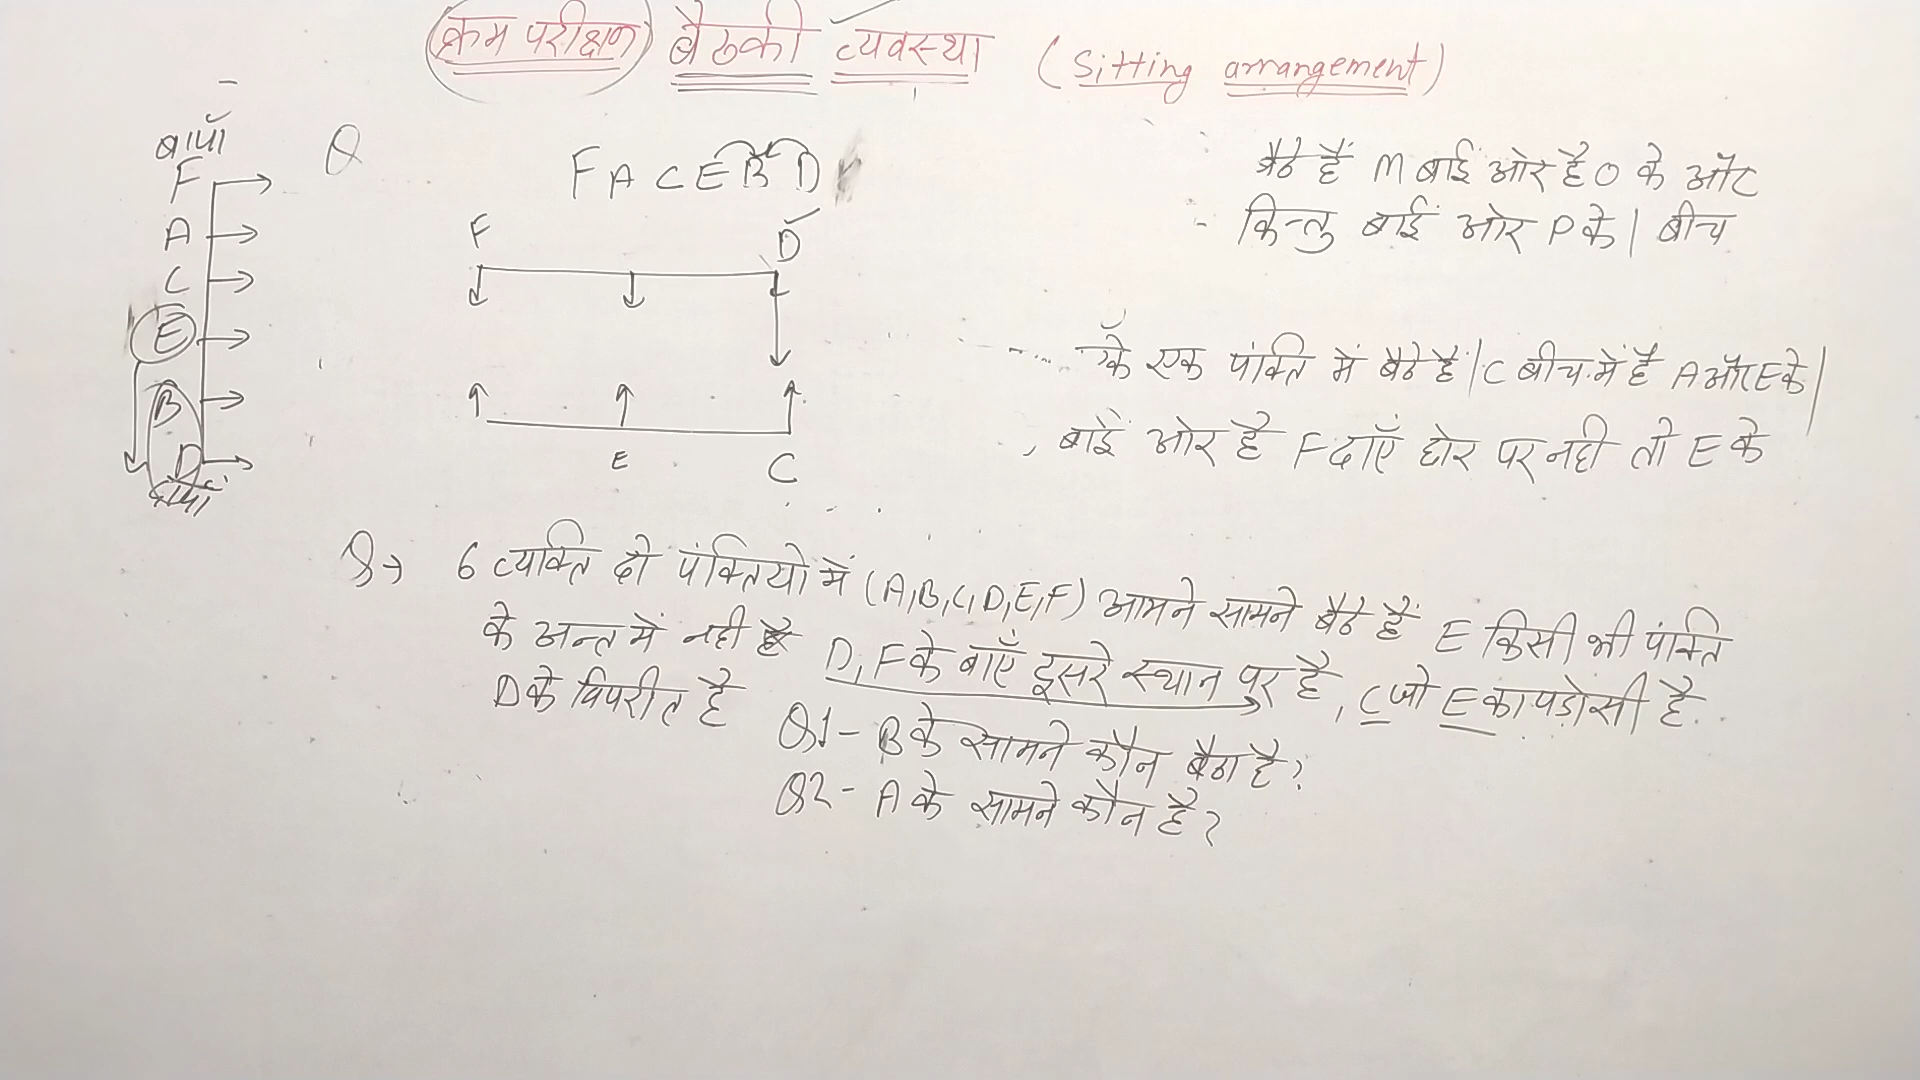 क्रम परीक्षण बैठकी व्यवस्था (Sitting arrangement)
बायाँ
F
A
C
E
B
D
Q
F A C E B D
F D
E C
बैठे हैं M बाईं ओर है O के और
किन्तु बाईं ओर P के | बीच
के एक पंक्ति में बैठे है | C बीच में है A और E के |
बाईं ओर है F दाएँ छोर पर नही तो E के
Q→ 6 व्यक्ति दो पंक्तियो में (A,B,C,D,E,F) आमने सामने बैठे हैं E किसी भी पंक्ति
के अन्त में नही है D, F के बाएँ दूसरे स्थान पर है, C जो E का पड़ोसी है
D के विपरीत है
Q1- B के सामने कौन बैठा है?
Q2- A के सामने कौन है?